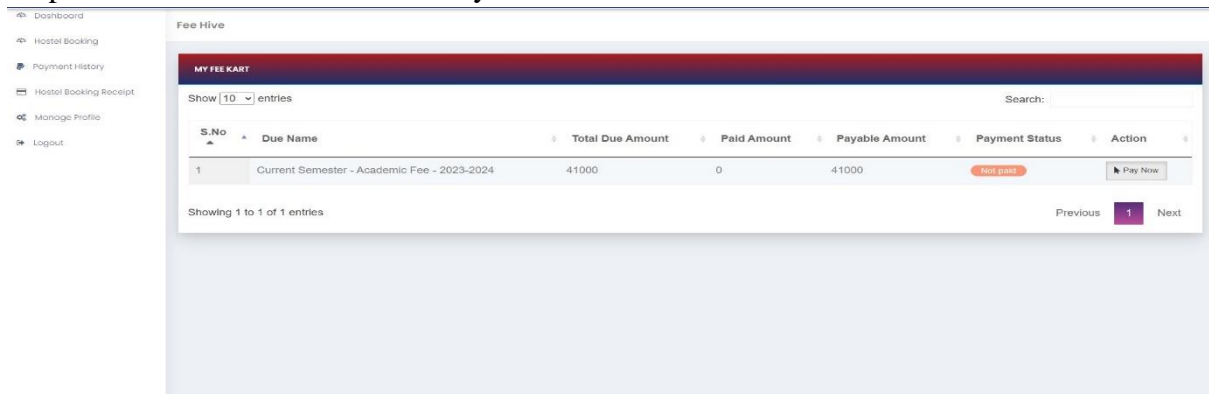 Dashboard
Fee Hive
Hostel Booking
Payment History
Hostel Booking Receipt
Manage Profile
Logout
MY FEE KART
Show 10 entries
Search:
S.No Due Name Total Due Amount Paid Amount Payable Amount Payment Status Action
1 Current Semester - Academic Fee - 2023-2024 41000 0 41000 Not paid Pay Now
Showing 1 to 1 of 1 entries
Previous 1 Next